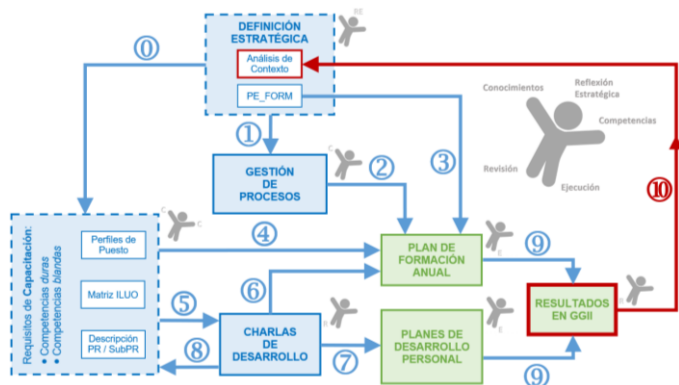 DEFINICIÓN
ESTRATÉGICA
RE
Análisis de
Contexto
PE_FORM
0
1
2
3
C
GESTIÓN
DE
PROCESOS
Conocimientos
Reflexión
Estratégica
Competencias
Revisión
Ejecución
10
Requisitos de Capacitación:
• Competencias duras
• Competencias blandas
Perfiles de
Puesto
Matriz ILUO
Descripción
PR / SubPR
C
C
4
5
6
7
8
CHARLAS
DE
DESARROLLO
R
PLAN DE
FORMACIÓN
ANUAL
E
9
PLANES DE
DESARROLLO
PERSONAL
E
9
RESULTADOS
EN GGII
R